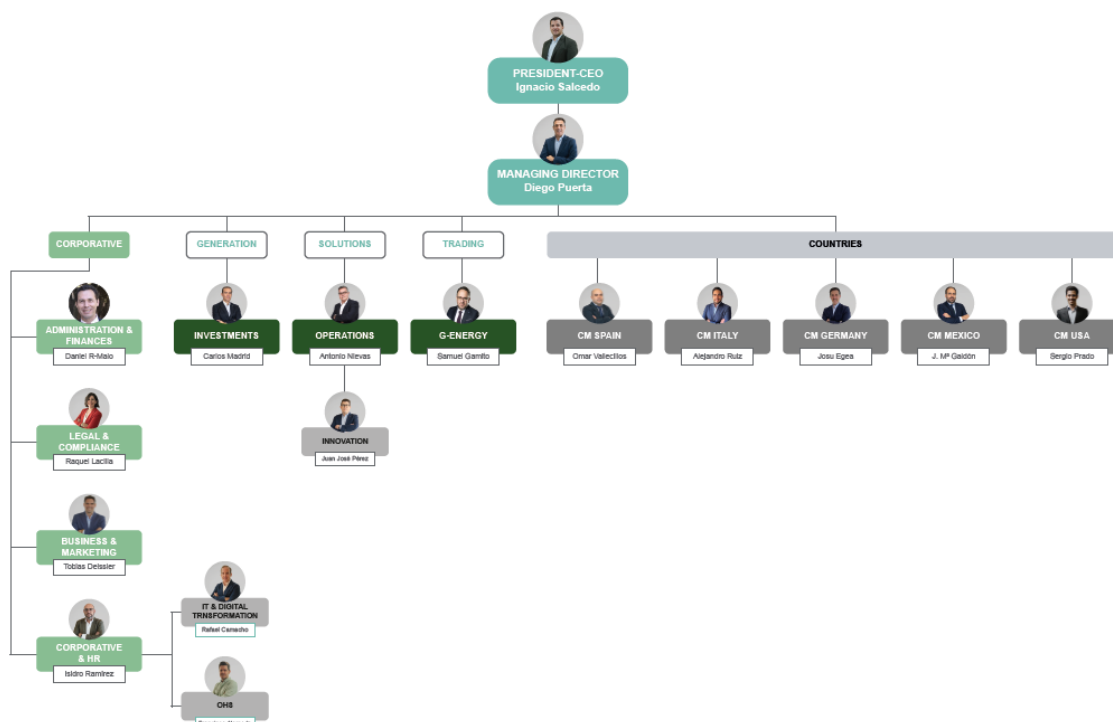 PRESIDENT-CEO
Ignacio Salcedo
MANAGING DIRECTOR
Diego Puerta
CORPORATIVE
GENERATION
SOLUTIONS
TRADING
COUNTRIES
ADMINISTRATION &
FINANCES
Daniel R-Malo
INVESTMENTS
Carlos Madrid
OPERATIONS
Antonio Nievas
G-ENERGY
Samuel Gamito
CM SPAIN
Omar Vallecillos
CM ITALY
Alejandro Ruiz
CM GERMANY
Josu Egea
CM MEXICO
J. Mª Galdón
CM USA
Sergio Prado
LEGAL &
COMPLIANCE
Raquel Lacilla
INNOVATION
Juan José Pérez
BUSINESS &
MARKETING
Tobias Deissler
CORPORATIVE
& HR
Isidro Ramirez
IT & DIGITAL
TRNSFORMATION
Rafael Camacho
OHS